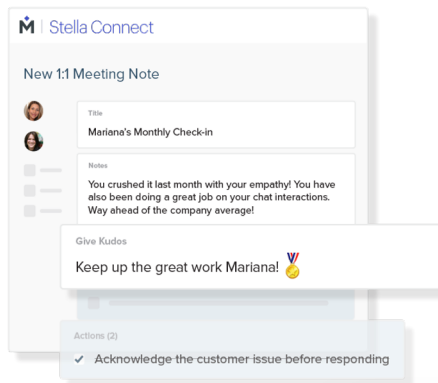 M | Stella Connect
New 1:1 Meeting Note
Title
Mariana's Monthly Check-in
Notes
You crushed it last month with your empathy! You have
also been doing a great job on your chat interactions.
Way ahead of the company average!
Give Kudos
Keep up the great work Mariana!
Actions (2)
Acknowledge the customer issue before responding